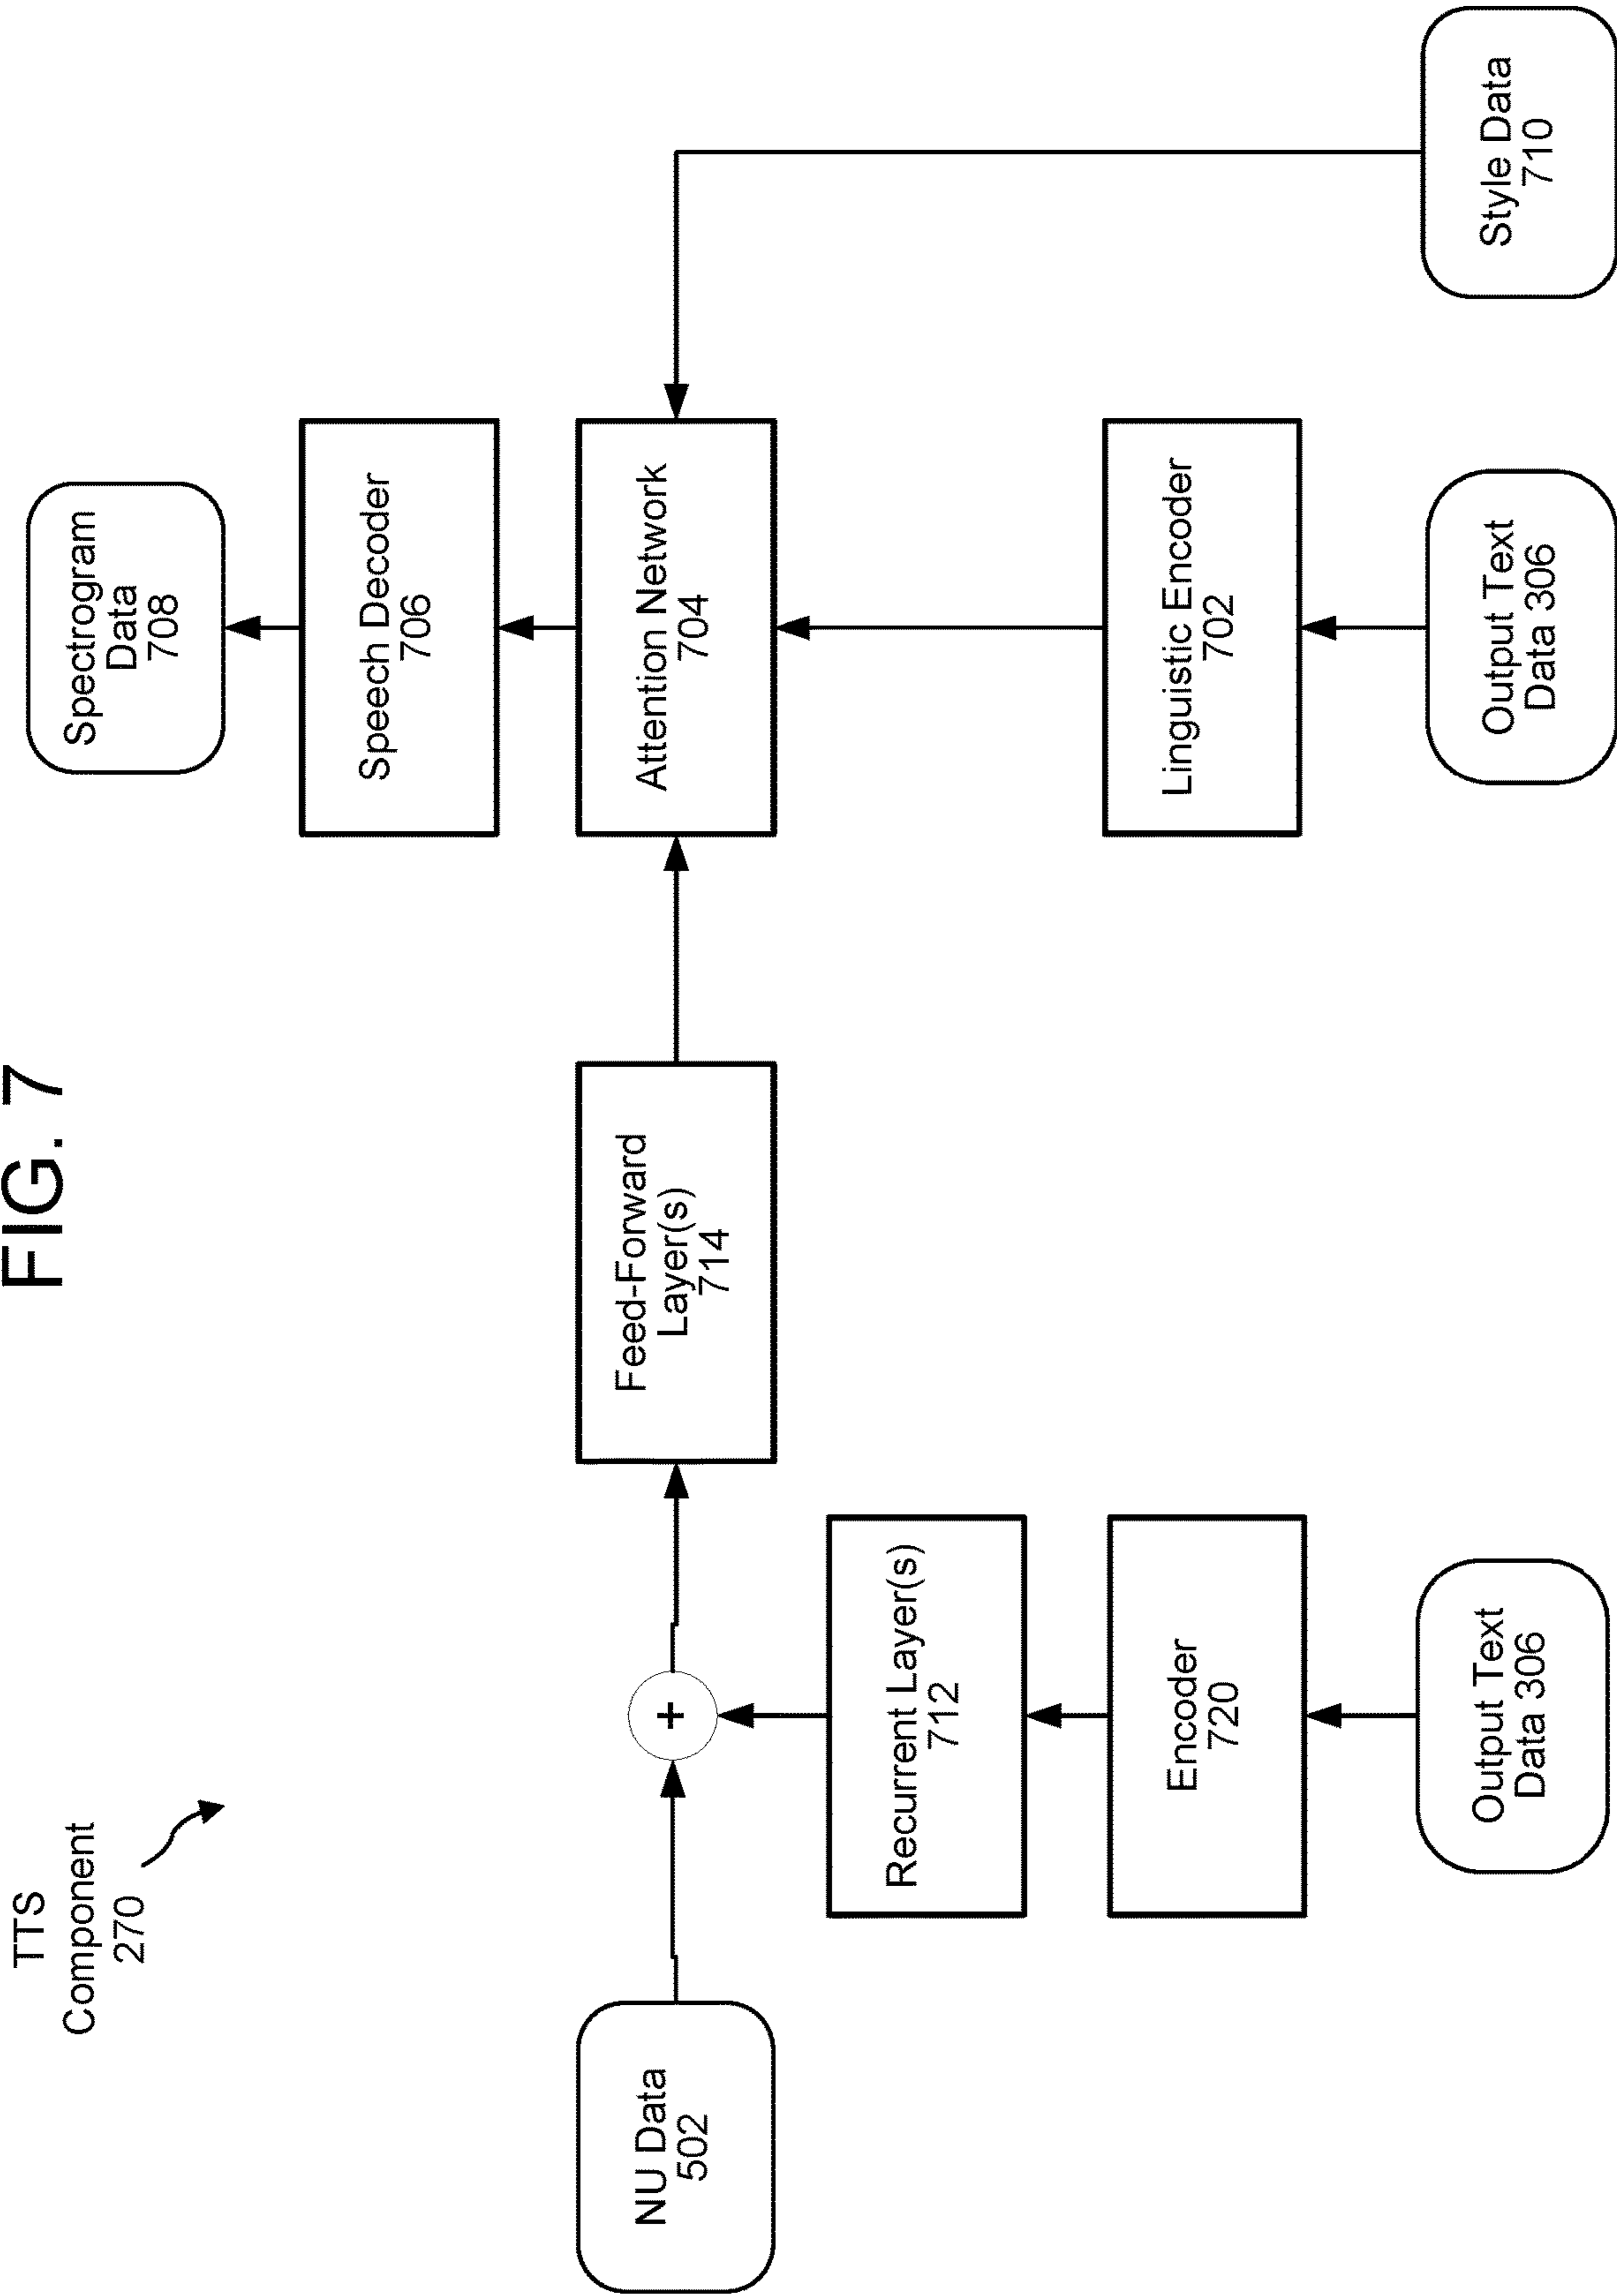 FIG. 7
TTS
Component
270
Spectrogram
Data
708
Speech Decoder
706
NU Data
502
+
Feed-Forward
Layer(s)
714
Attention Network
704
Recurrent Layer(s)
712
Encoder
720
Linguistic Encoder
702
Output Text
Data 306
Output Text
Data 306
Style Data
710